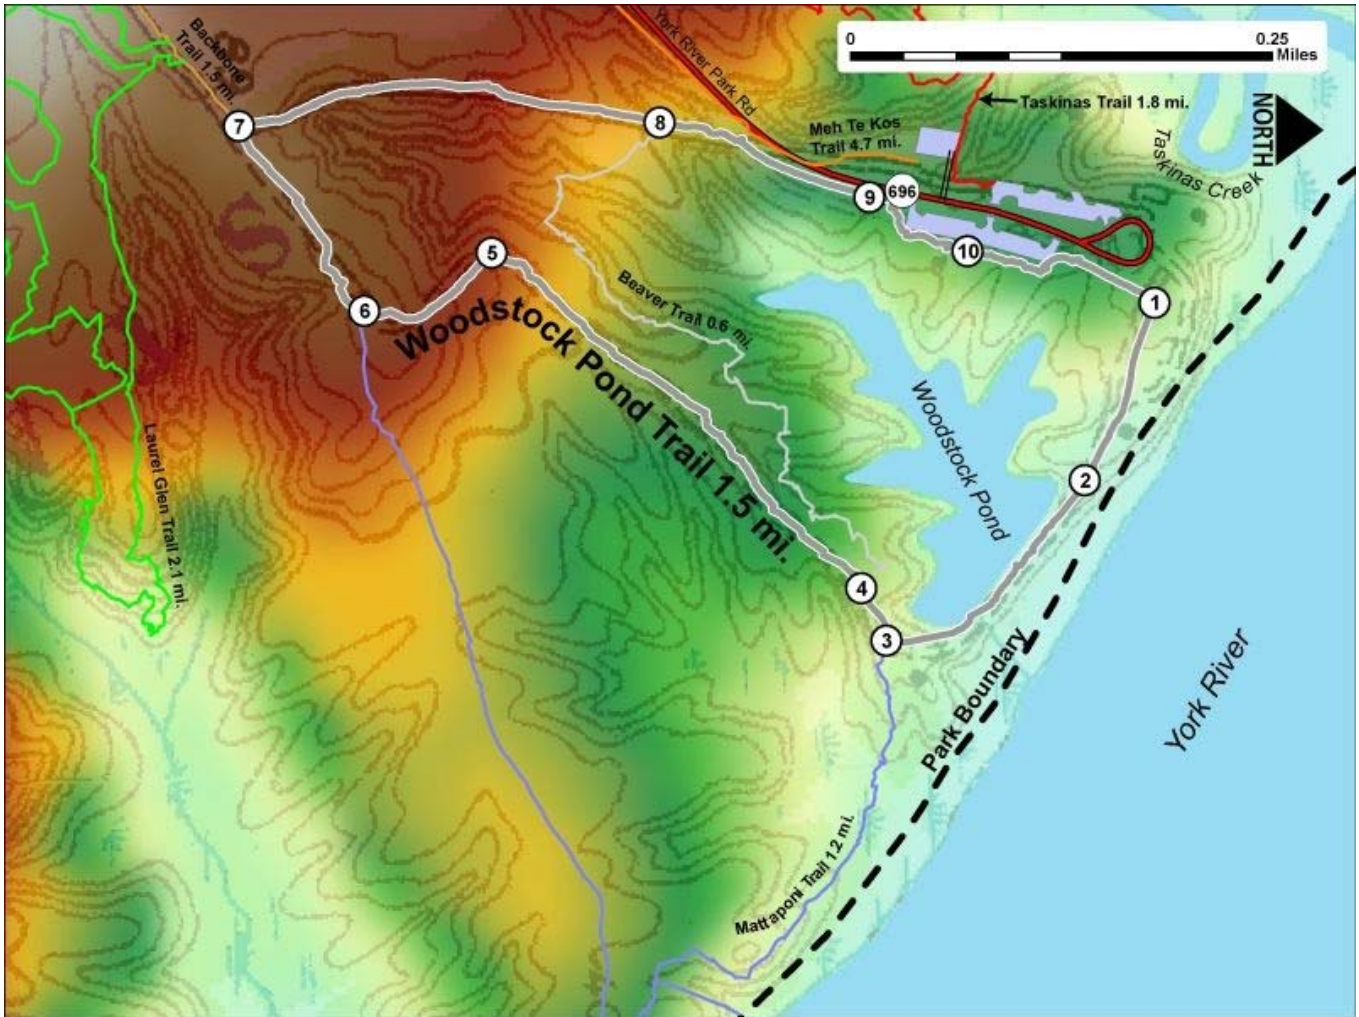 Backbone
Trail 1.5 mi.
York River Park Rd
0
0.25
Miles
Taskinas Trail 1.8 mi.
NORTH
Meh Te Kos
Trail 4.7 mi.
Taskinas Creek
7
8
9
696
10
5
6
1
Beaver Trail 0.6 mi.
Woodstock Pond Trail 1.5 mi.
Woodstock Pond
2
Laurel Glen Trail 2.1 mi.
4
3
Park Boundary
York River
Mattaponi Trail 1.2 mi.